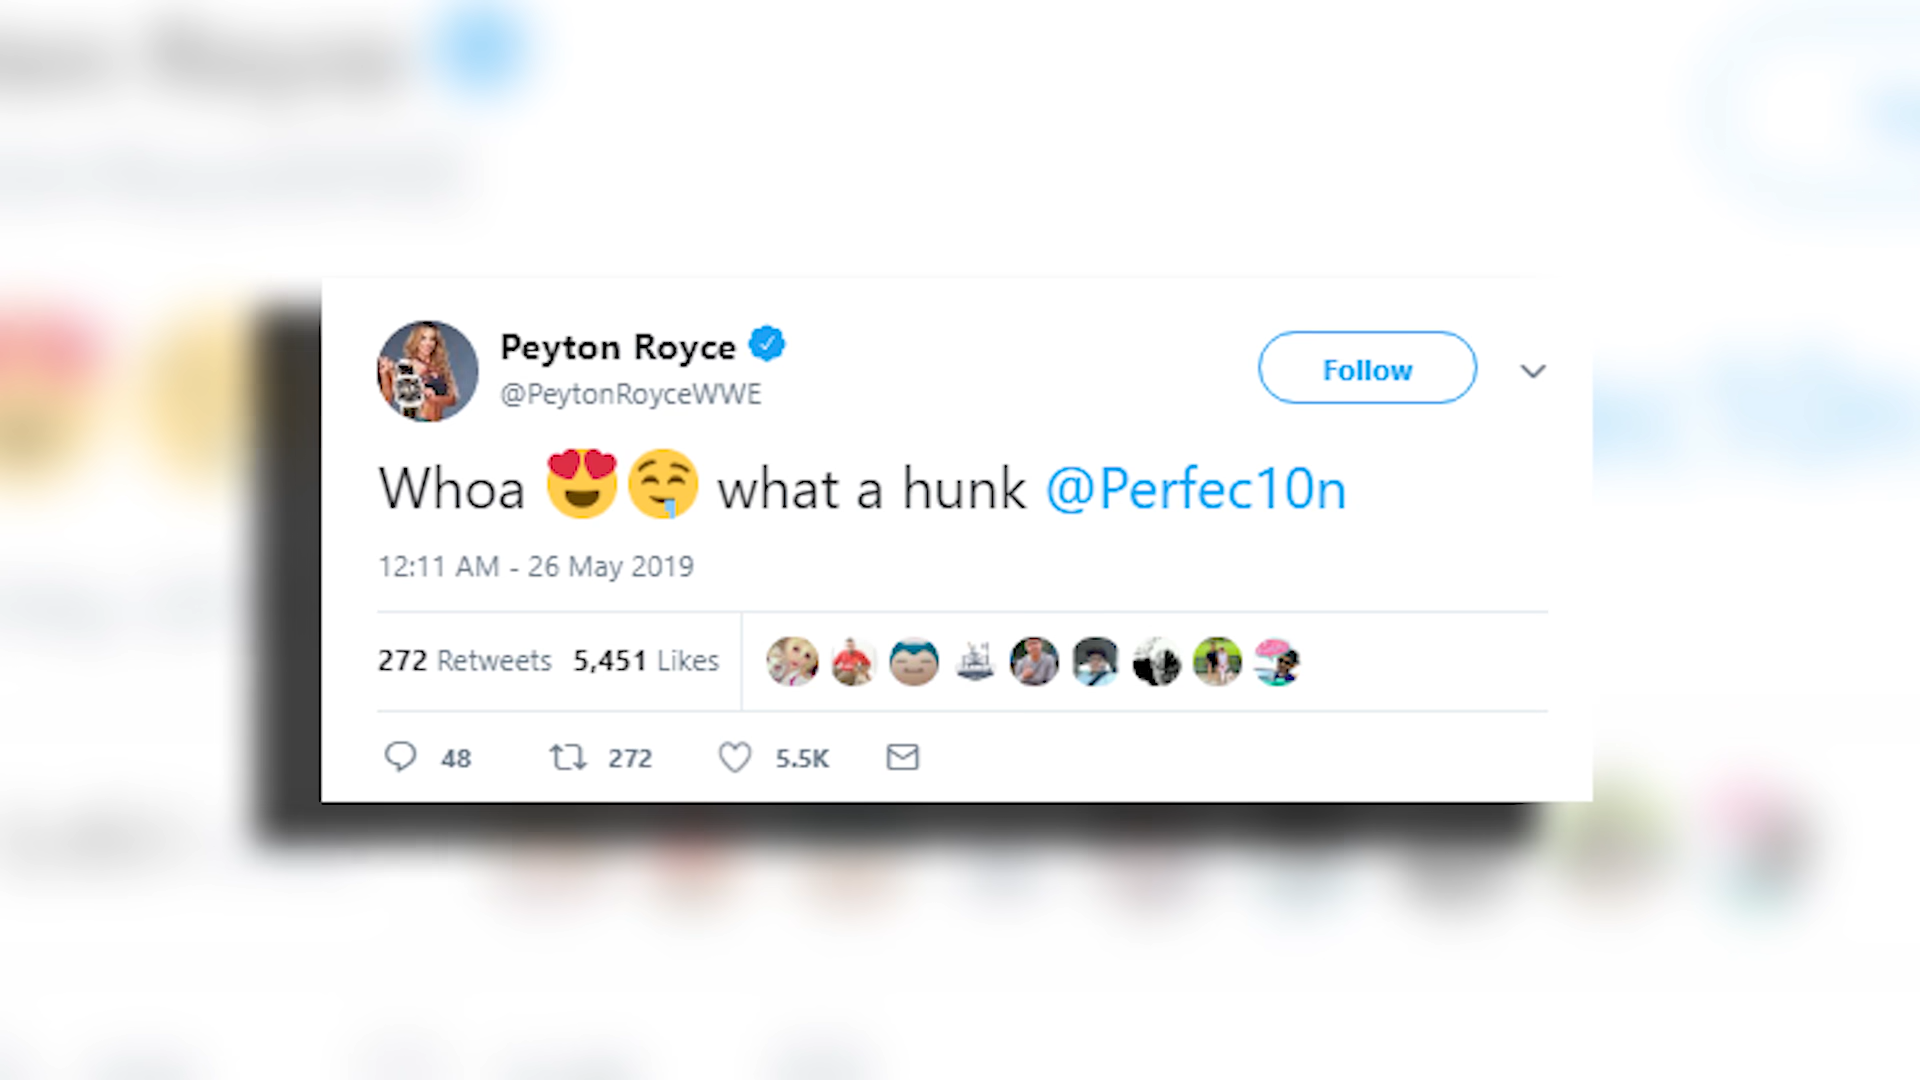 Peyton Royce
@PeytonRoyceWWE
Follow
Whoa 😍🤤 what a hunk @Perfec10n
12:11 AM - 26 May 2019
272 Retweets 5,451 Likes
48 272 5.5K